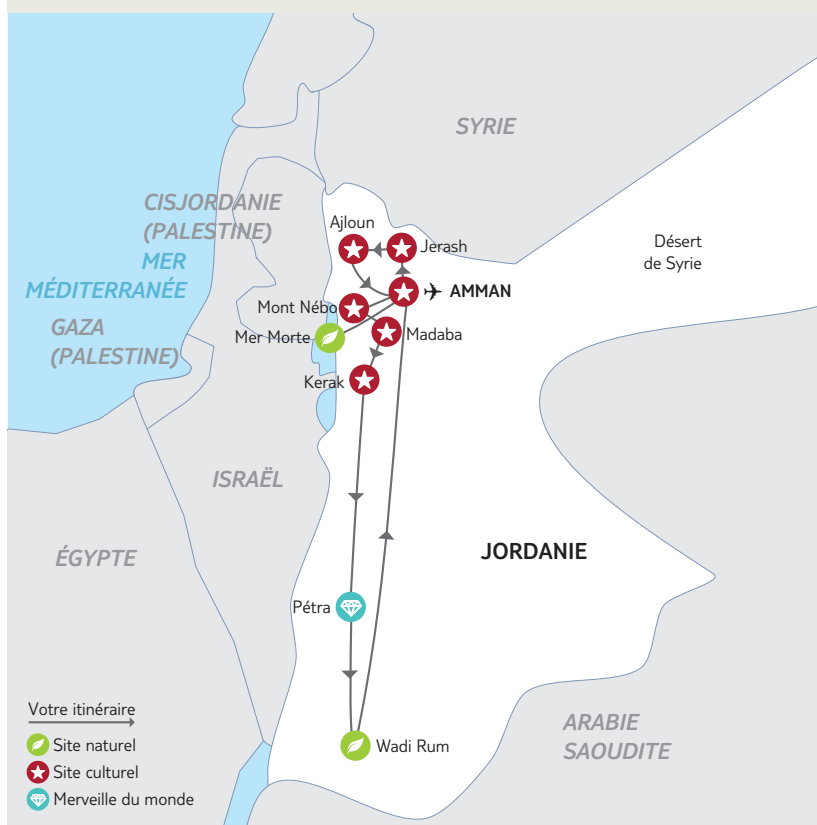 SYRIE
CISJORDANIE
(PALESTINE)
MER
MÉDITERRANÉE
GAZA
(PALESTINE)
Ajloun
Jerash
Désert
de Syrie
AMMAN
Mont Nébo
Mer Morte
Madaba
Kerak
ISRAËL
ÉGYPTE
JORDANIE
Pétra
Wadi Rum
ARABIE
SAOUDITE
Votre itinéraire
Site naturel
Site culturel
Merveille du monde